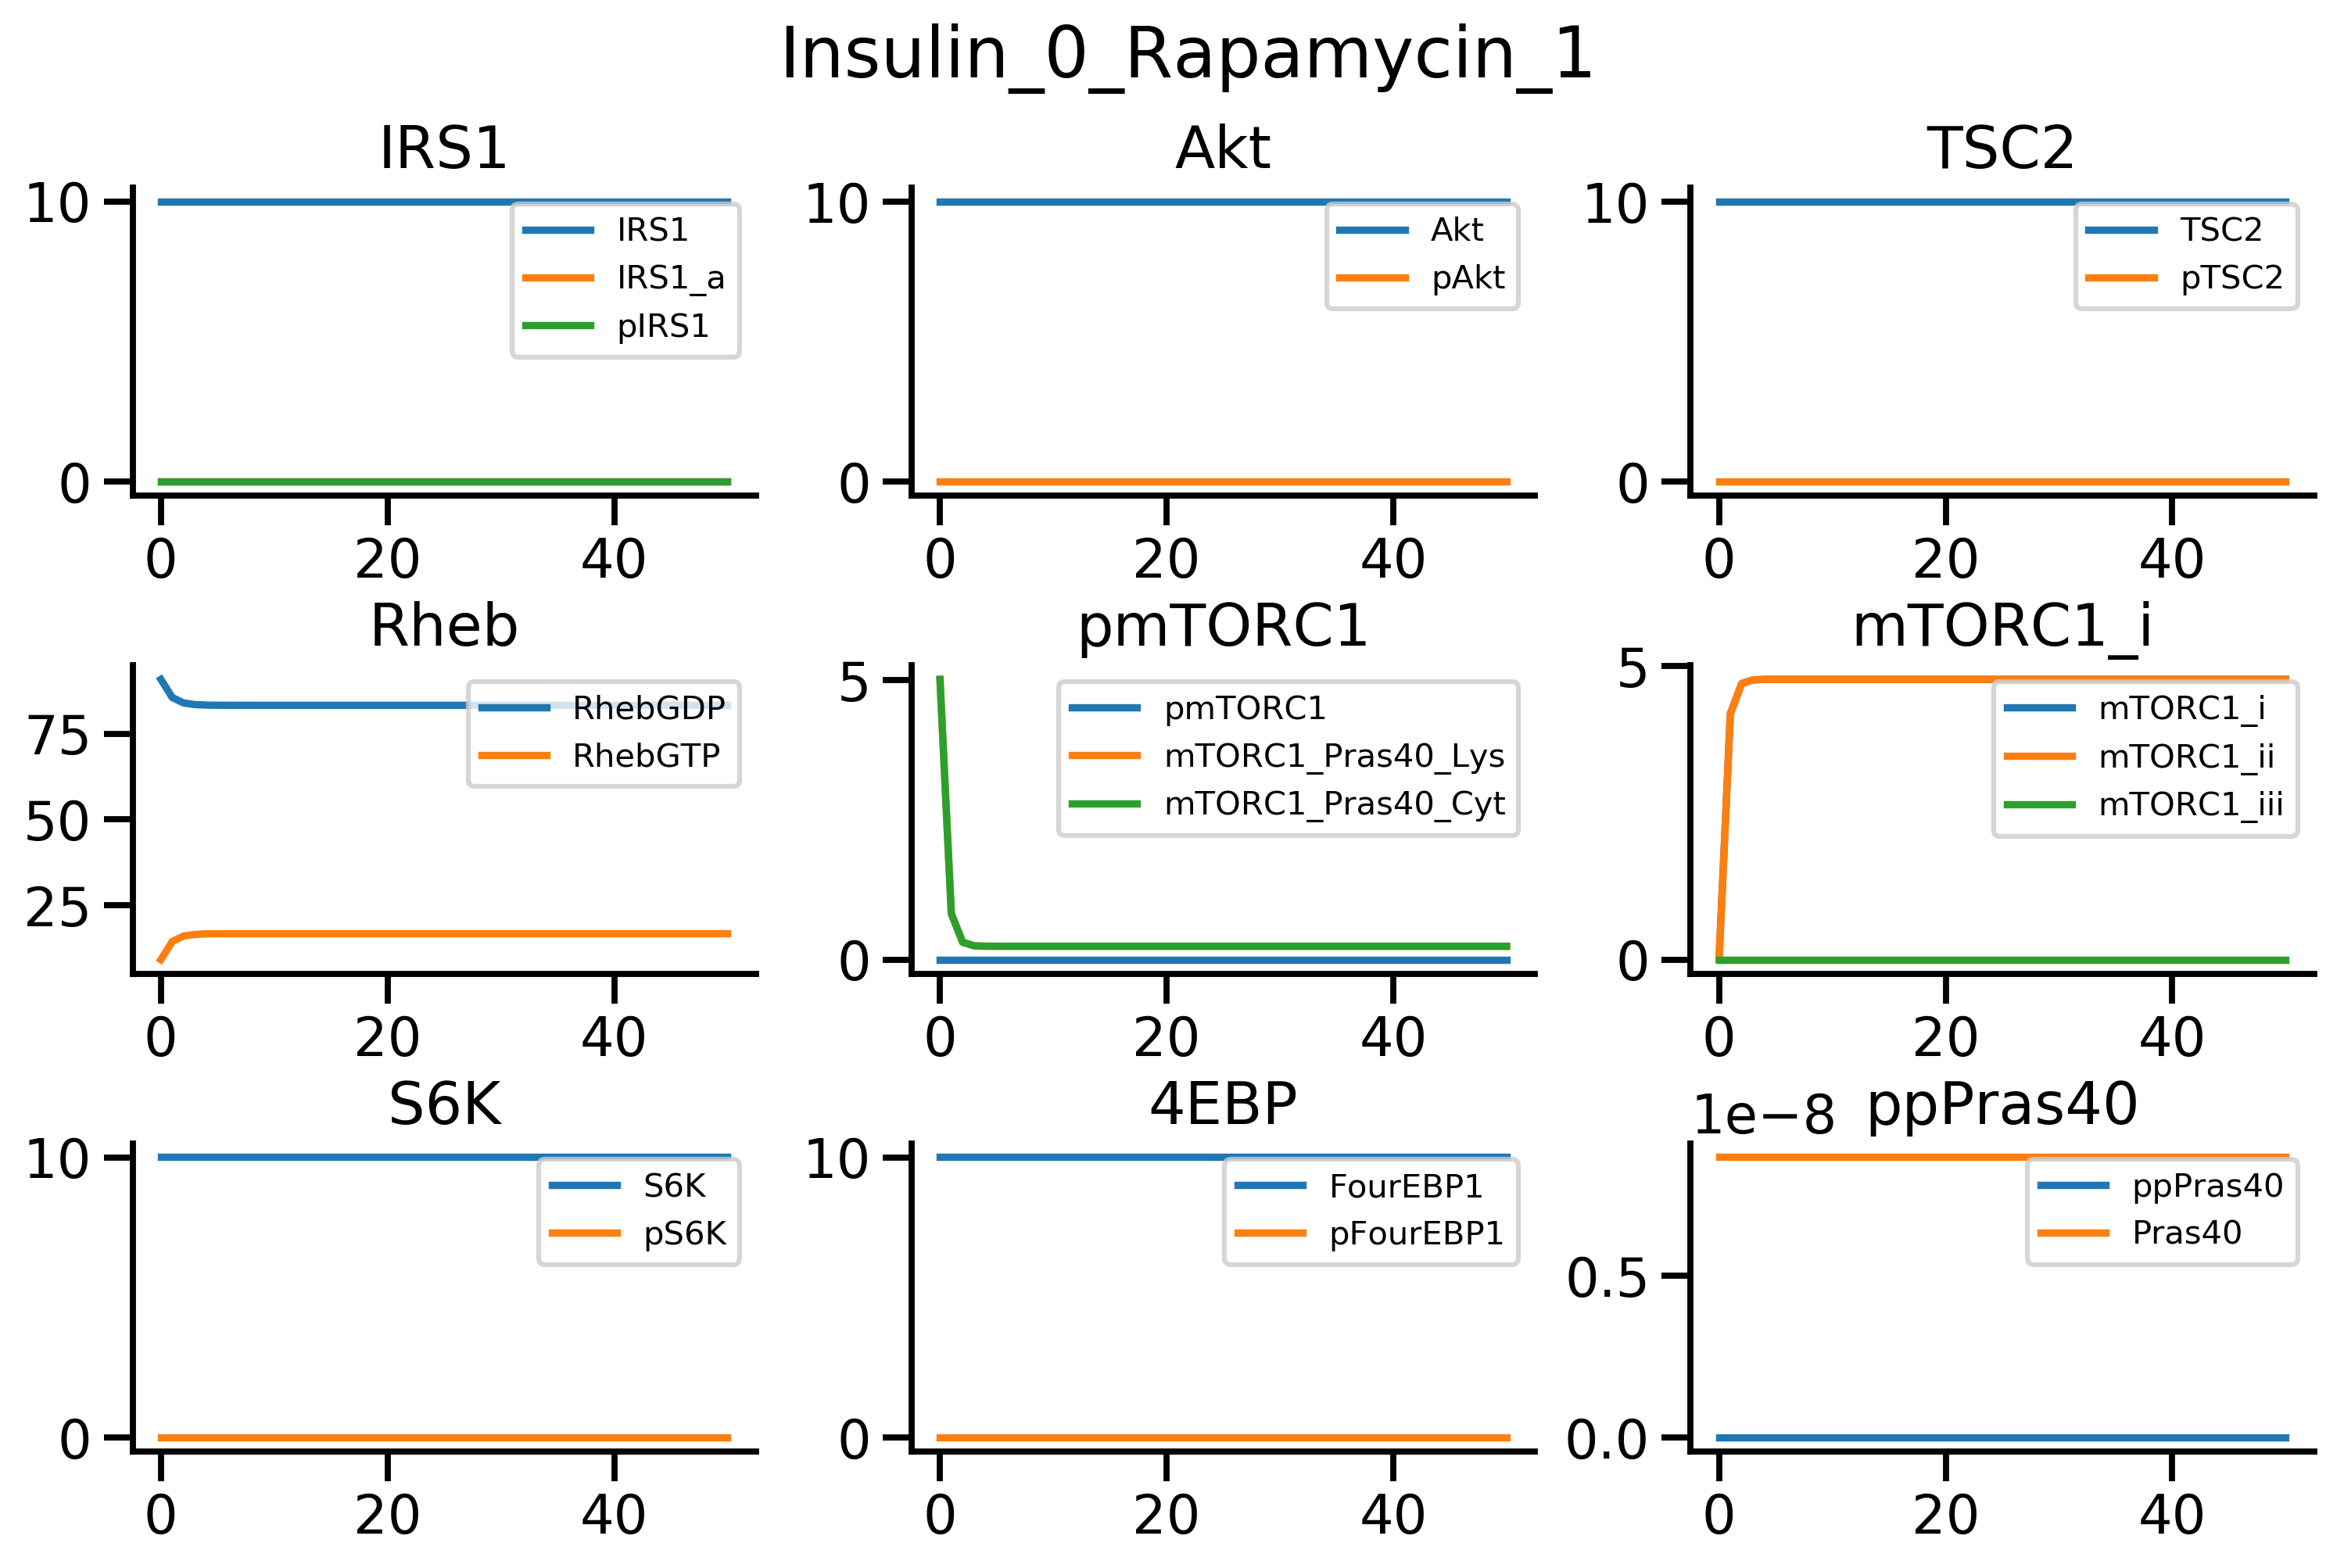 Insulin_0_Rapamycin_1
IRS1
10
0
0 20 40
IRS1
IRS1_a
pIRS1
Akt
10
0
0 20 40
Akt
pAkt
TSC2
10
0
0 20 40
TSC2
pTSC2
Rheb
75
50
25
0 20 40
RhebGDP
RhebGTP
pmTORC1
5
0
0 20 40
pmTORC1
mTORC1_Pras40_Lys
mTORC1_Pras40_Cyt
mTORC1_i
5
0
0 20 40
mTORC1_i
mTORC1_ii
mTORC1_iii
S6K
10
0
0 20 40
S6K
pS6K
4EBP
10
0
0 20 40
FourEBP1
pFourEBP1
1e−8 ppPras40
0.5
0.0
0 20 40
ppPras40
Pras40